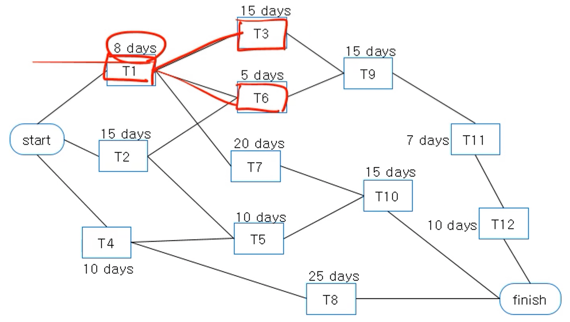 15 days
T3
8 days
T1
15 days
T9
5 days
T6
start
15 days
T2
7 days
T11
20 days
T7
15 days
T10
10 days
T5
T4
10 days
10 days
T12
25 days
T8
finish